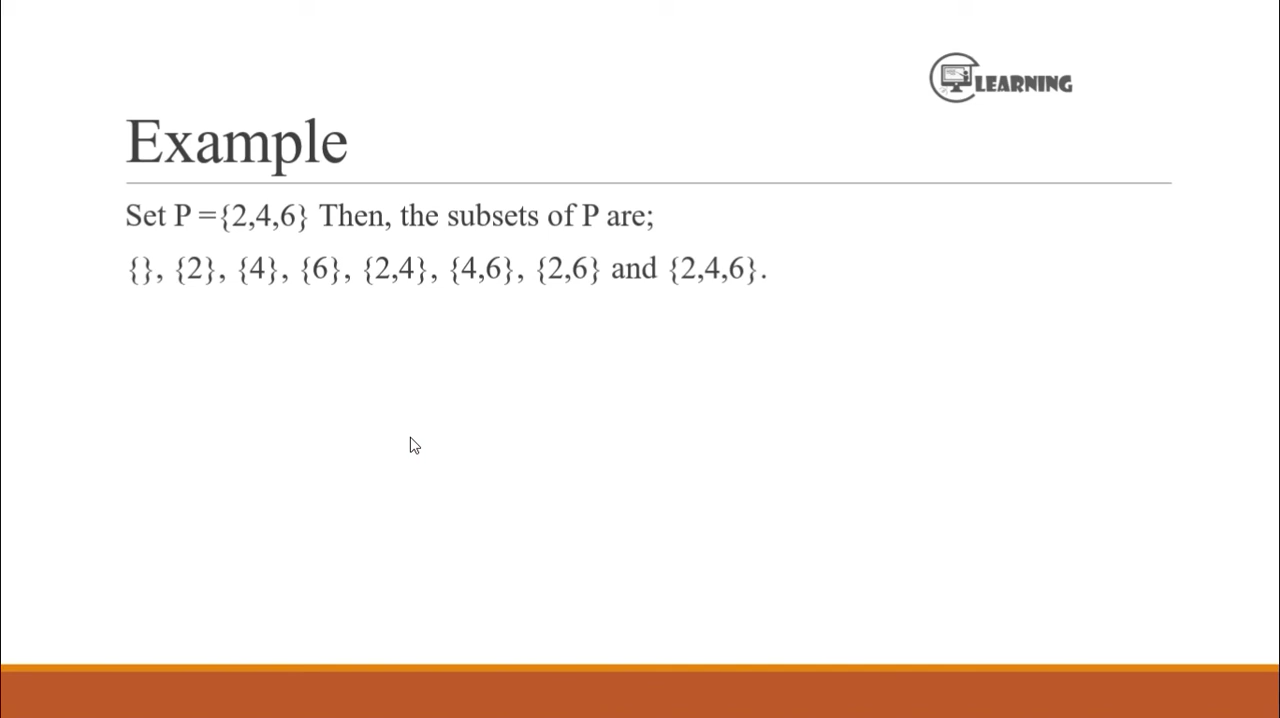 LEARNING
Example
Set P ={2,4,6} Then, the subsets of P are;
{}, {2}, {4}, {6}, {2,4}, {4,6}, {2,6} and {2,4,6}.